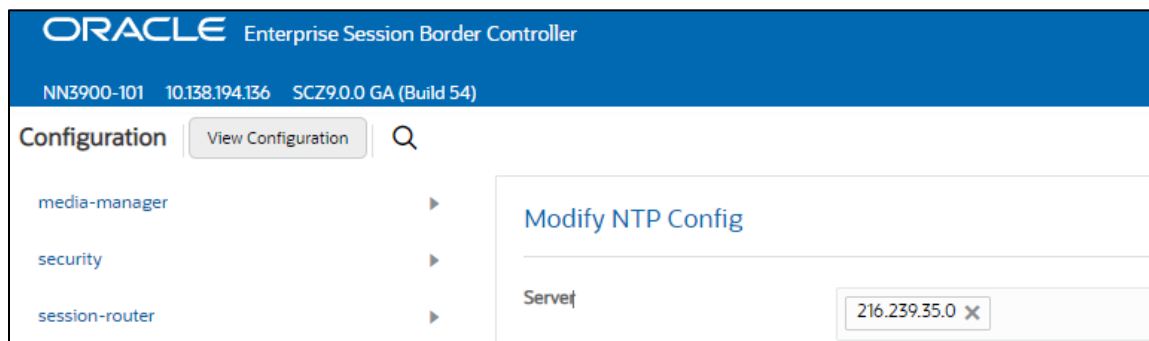 ORACLE Enterprise Session Border Controller
NN3900-101 10.138.194.136 SCZ9.0.0 GA (Build 54)
Configuration View Configuration
media-manager
Modify NTP Config
security
Server
216.239.35.0
session-router